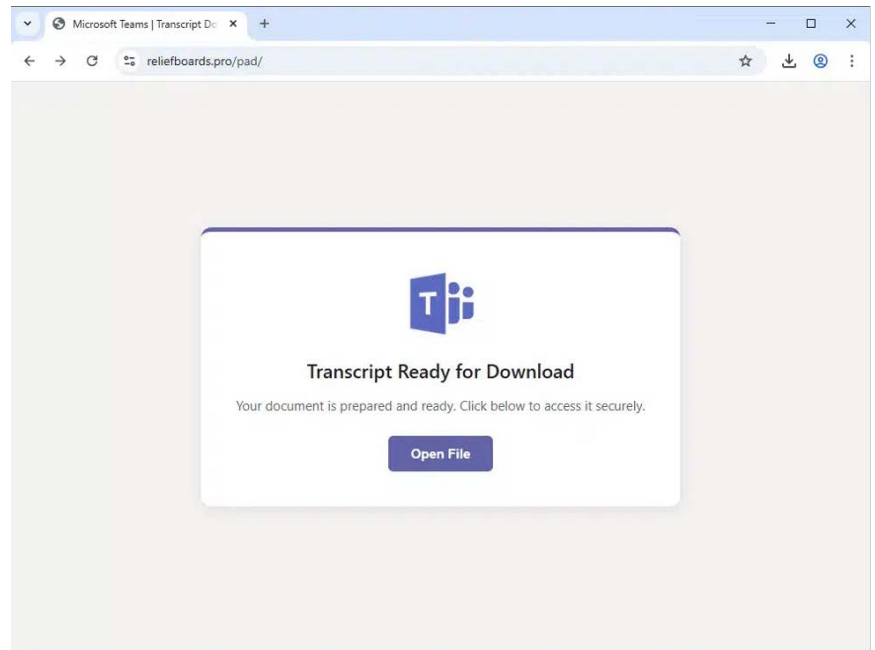 Microsoft Teams | Transcript Do
reliefboards.pro/pad/
T
Transcript Ready for Download
Your document is prepared and ready. Click below to access it securely.
Open File